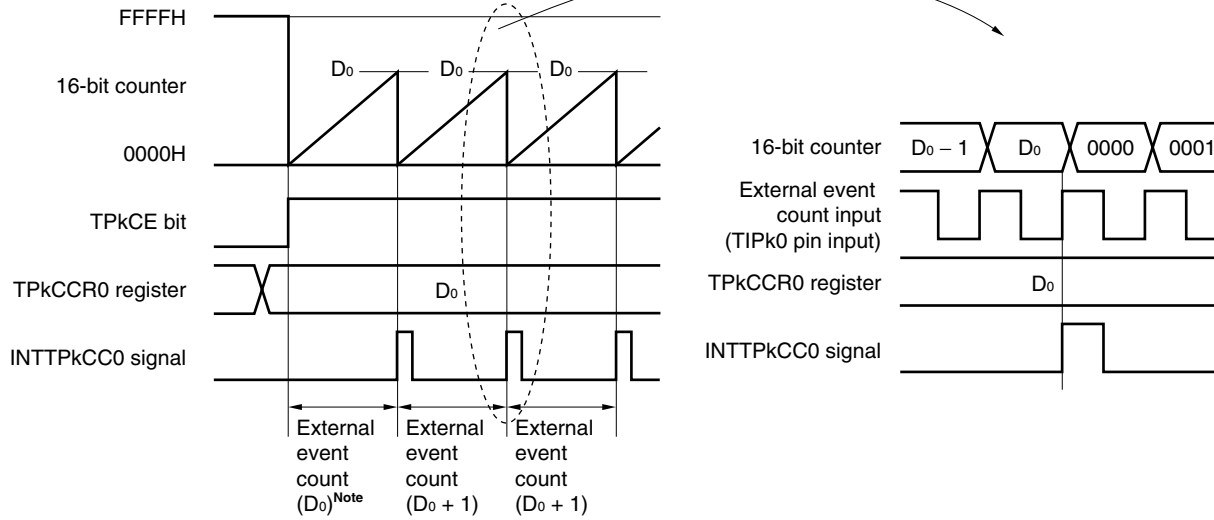 FFFFH
16-bit counter
D₀
D₀
D₀
0000H
TPkCE bit
TPkCCR0 register
D₀
INTTPkCC0 signal
External
event
count
(D₀)Note
External
event
count
(D₀ + 1)
External
event
count
(D₀ + 1)
16-bit counter
D₀ − 1
D₀
0000
0001
External event
count input
(TIPk0 pin input)
TPkCCR0 register
D₀
INTTPkCC0 signal